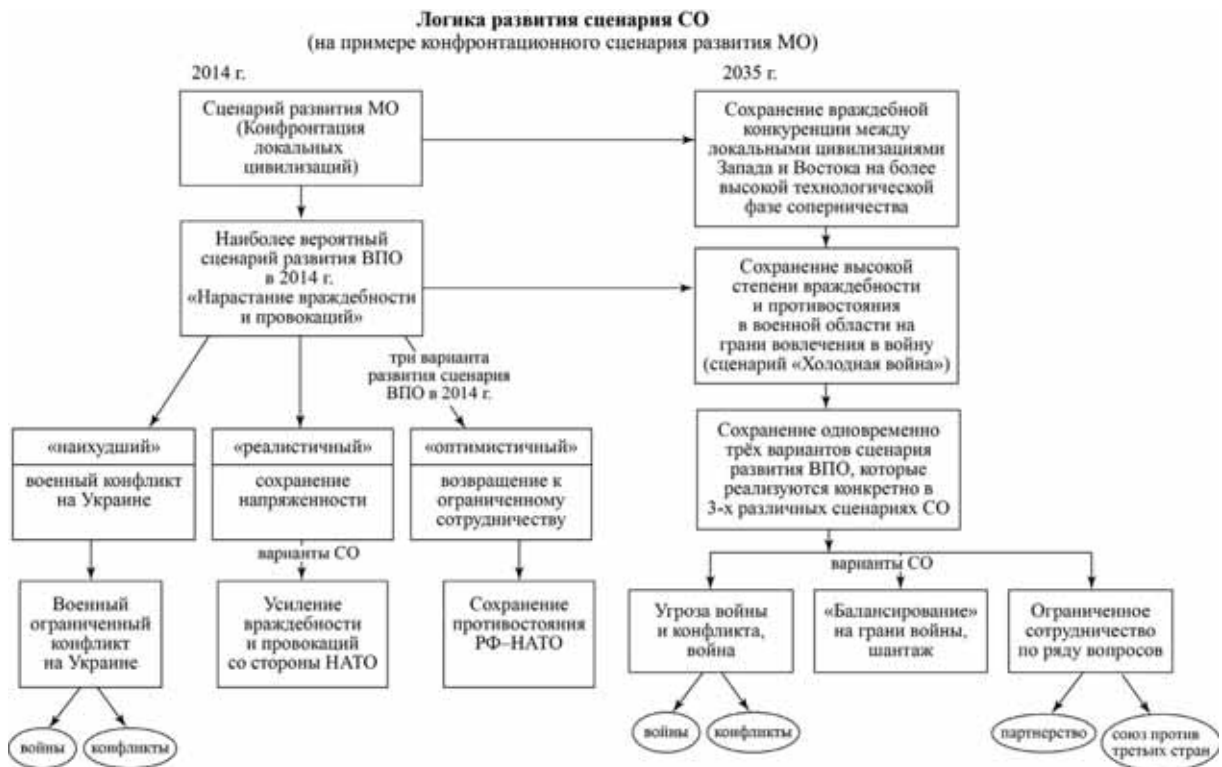 Логика развития сценария СО
(на примере конфронтационного сценария развития МО)
2014 г.
Сценарий развития МО
(Конфронтация
локальных
цивилизаций)
Наиболее вероятный
сценарий развития ВПО
в 2014 г.
«Нарастание враждебности
и провокаций»
три варианта
развития сценария
ВПО в 2014 г.
«наихудший»
военный конфликт
на Украине
«реалистичный»
сохранение
напряженности
«оптимистичный»
возвращение к
ограниченному
сотрудничеству
варианты СО
Военный
ограниченный
конфликт
на Украине
Усиление
враждебности
и провокаций
со стороны НАТО
Сохранение
противостояния
РФ–НАТО
войны
конфликты
2035 г.
Сохранение враждебной
конкуренции между
локальными цивилизациями
Запада и Востока на более
высокой технологической
фазе соперничества
Сохранение высокой
степени враждебности
и противостояния
в военной области на
грани вовлечения в войну
(сценарий «Холодная война»)
Сохранение одновременно
трёх вариантов сценария
развития ВПО, которые
реализуются конкретно в
3-х различных сценариях СО
варианты СО
Угроза войны
и конфликта,
война
«Балансирование»
на грани войны,
шантаж
Ограниченное
сотрудничество
по ряду вопросов
войны
конфликты
партнерство
союз против
третьих стран